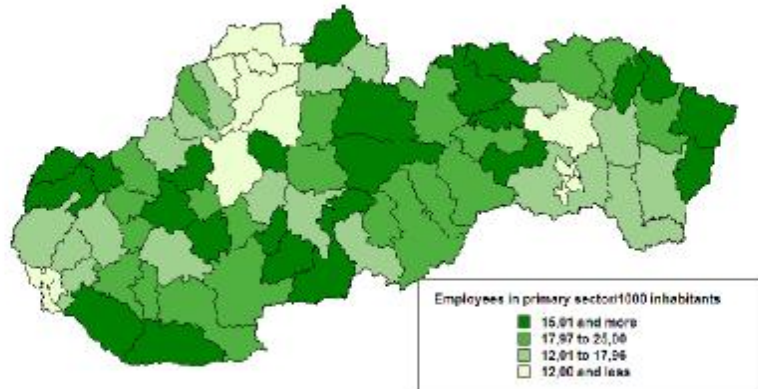 Employees in primary sector/1000 inhabitants
15,01 and more
17,97 to 25,00
12,01 to 17,96
12,00 and less